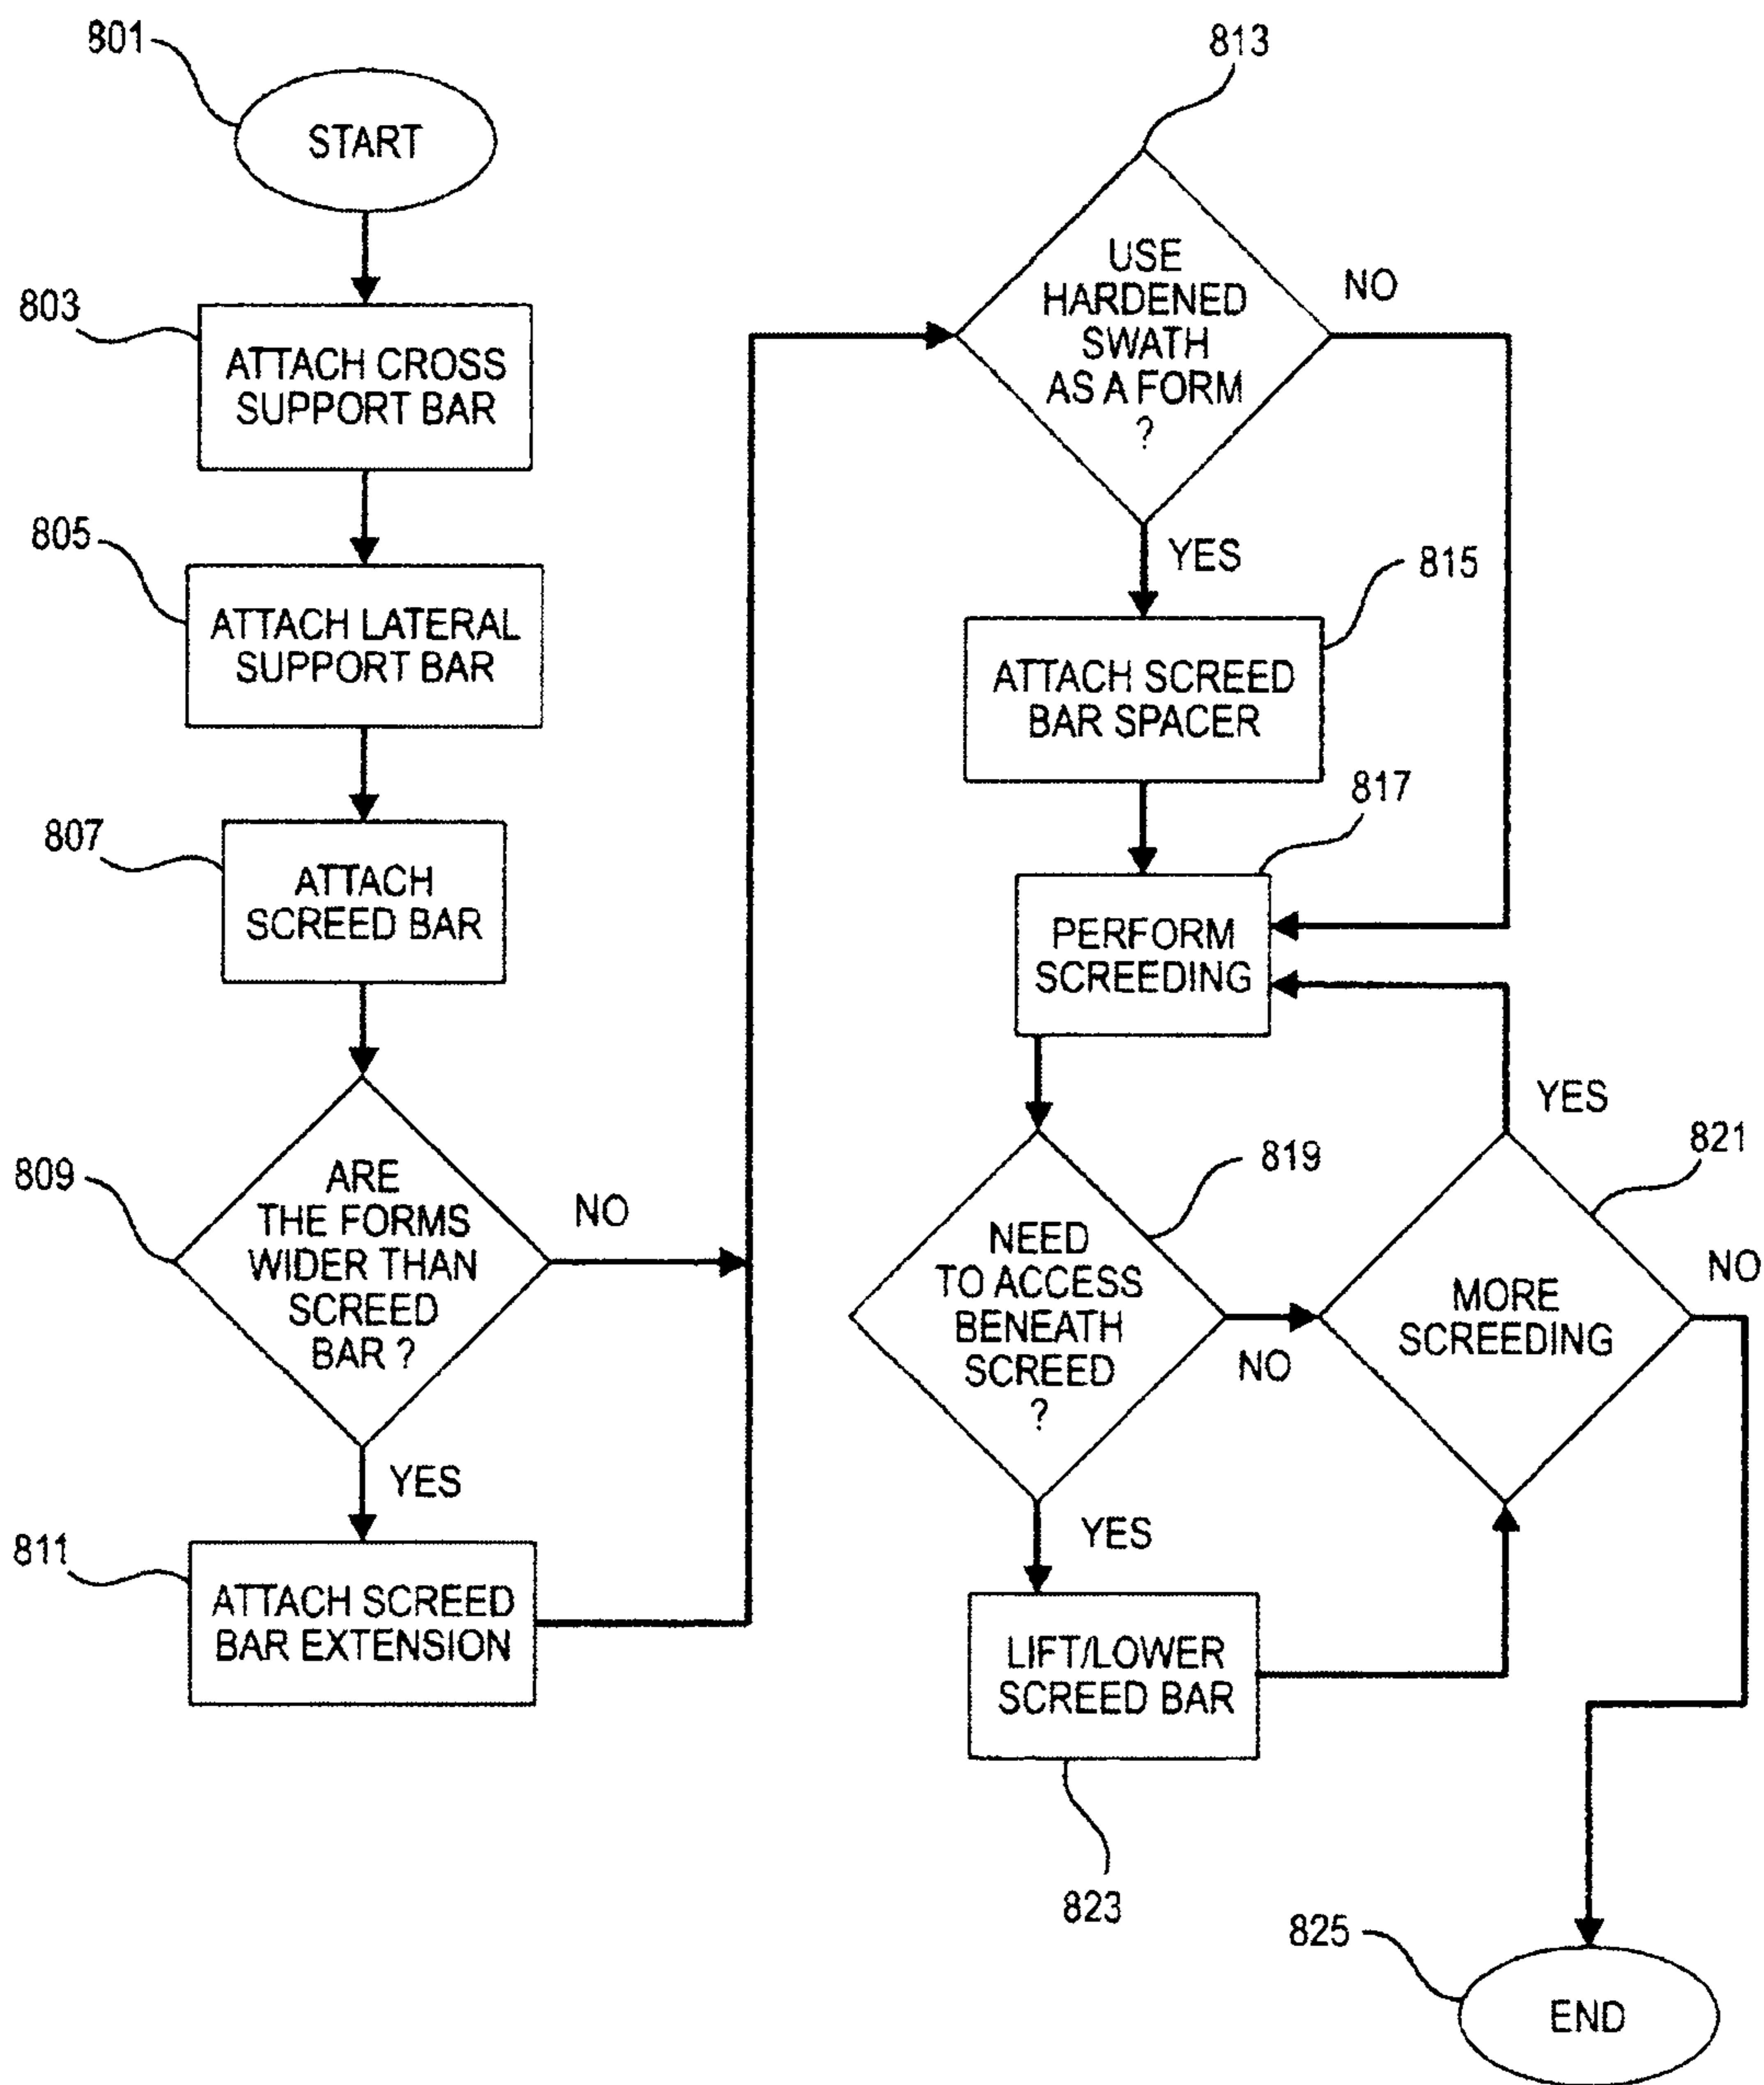 801
START
803
ATTACH CROSS
SUPPORT BAR
805
ATTACH LATERAL
SUPPORT BAR
807
ATTACH
SCREED BAR
809
ARE
THE FORMS
WIDER THAN
SCREED
BAR ?
NO
YES
811
ATTACH SCREED
BAR EXTENSION
813
USE
HARDENED
SWATH
AS A FORM
?
NO
YES
815
ATTACH SCREED
BAR SPACER
817
PERFORM
SCREEDING
819
NEED
TO ACCESS
BENEATH
SCREED
?
NO
YES
821
MORE
SCREEDING
YES
NO
LIFT/LOWER
SCREED BAR
823
825
END